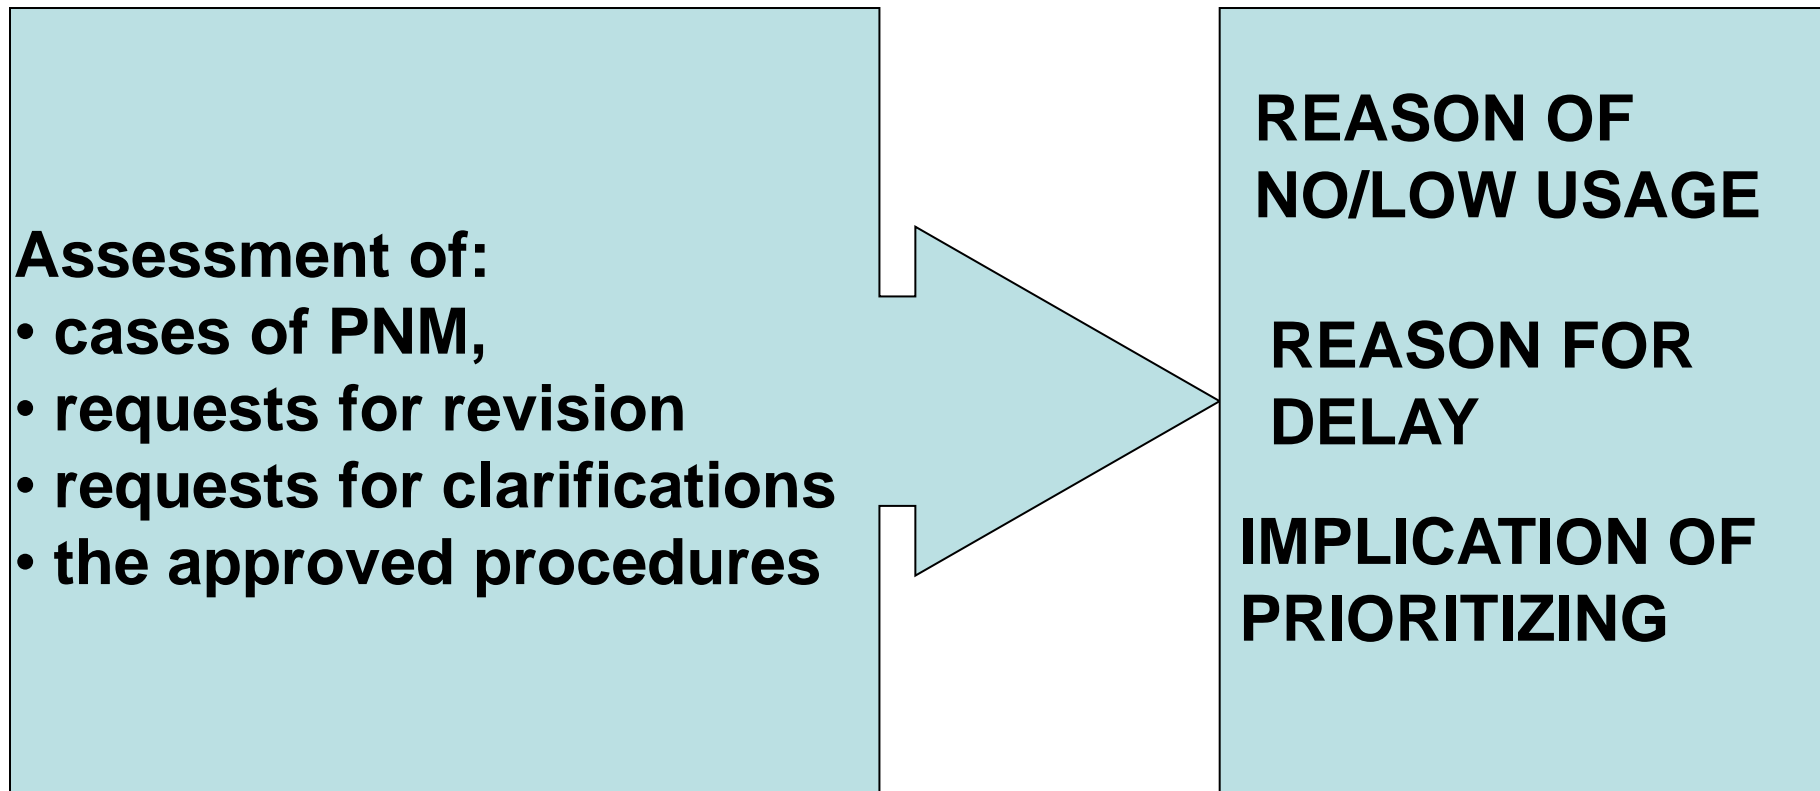 Assessment of:
• cases of PNM,
• requests for revision
• requests for clarifications
• the approved procedures
REASON OF
NO/LOW USAGE
REASON FOR
DELAY
IMPLICATION OF
PRIORITIZING